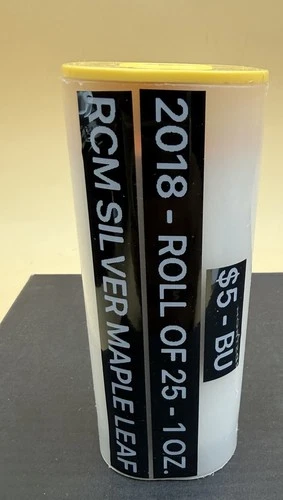 2018 - ROLL OF 25 - 1 OZ.
RCM SILVER MAPLE LEAF
$5 - BU